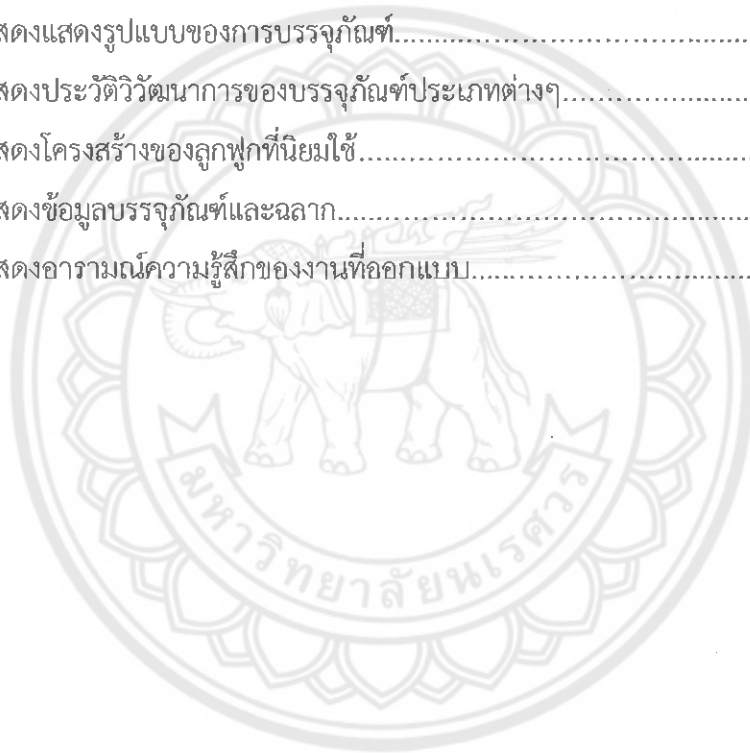 สดงแสดงรูปแบบของการบรรจุภัณฑ์
สดงประวัติวิวัฒนาการของบรรจุภัณฑ์ประเภทต่างๆ
สดงโครงสร้างของลูกฟูกที่นิยมใช้
สดงข้อมูลบรรจุภัณฑ์และฉลาก
สดงอารามณ์ความรู้สึกของงานที่ออกแบบ
มหาวิทยาลัยนเรศวร